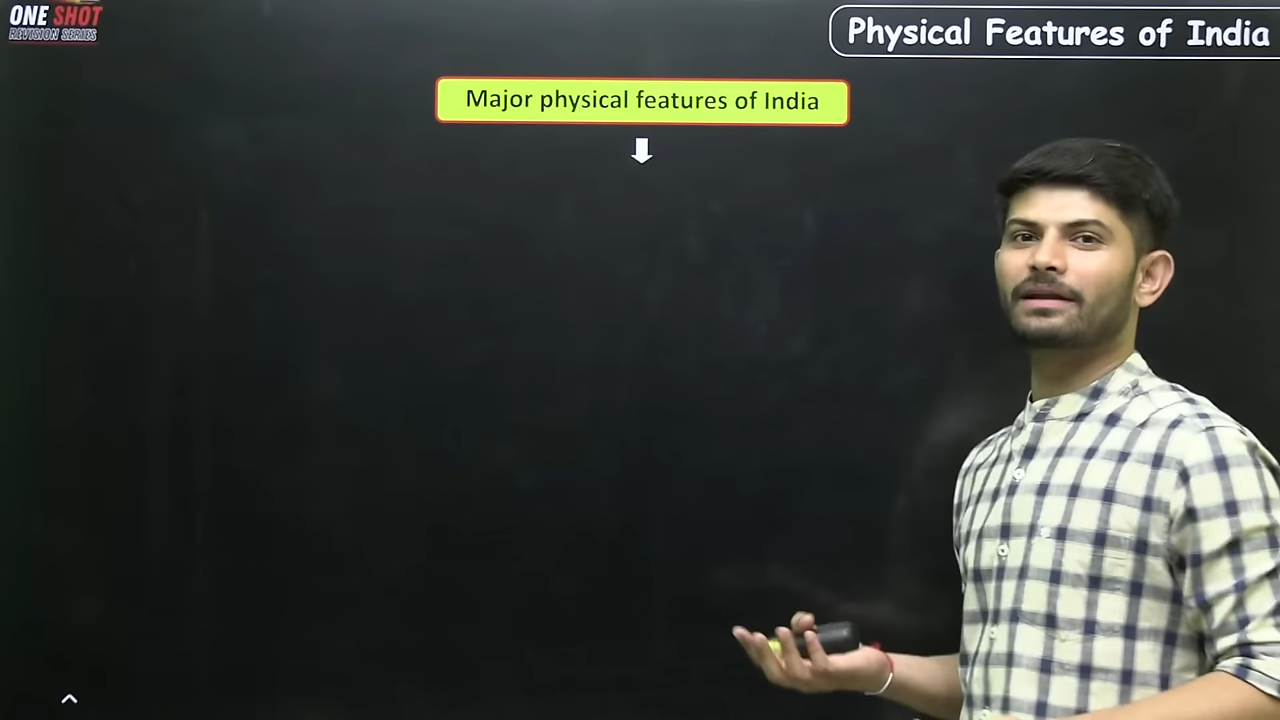 ONE SHOT
REVISION SERIES
Physical Features of India
Major physical features of India